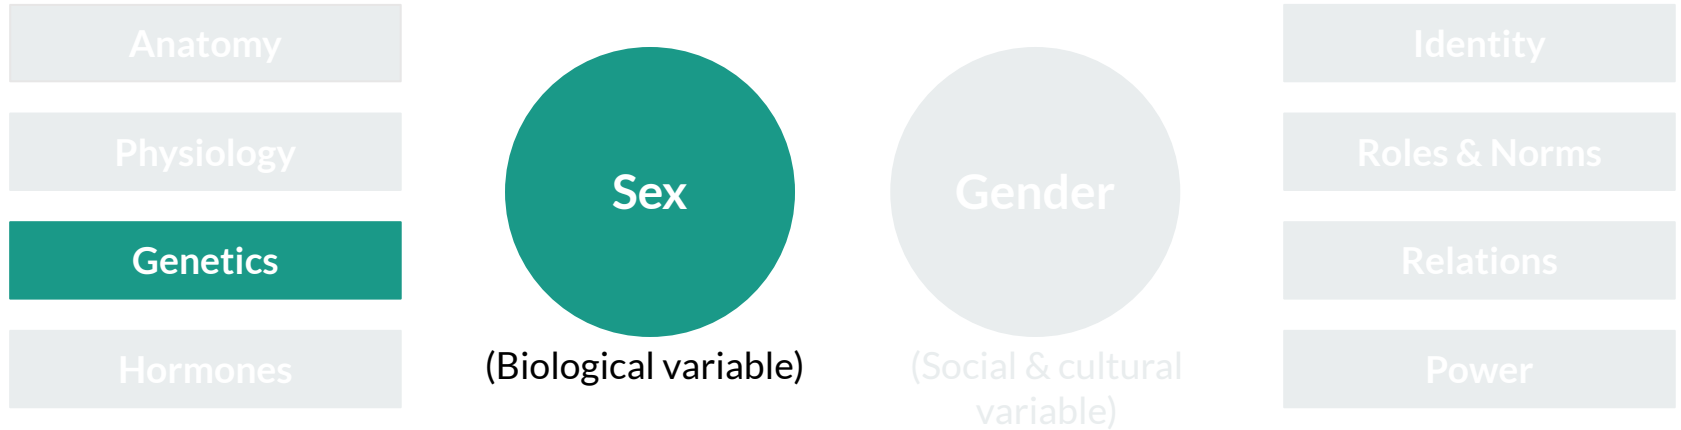 Anatomy
Physiology
Genetics
Hormones
Sex
(Biological variable)
Gender
(Social & cultural
variable)
Identity
Roles & Norms
Relations
Power